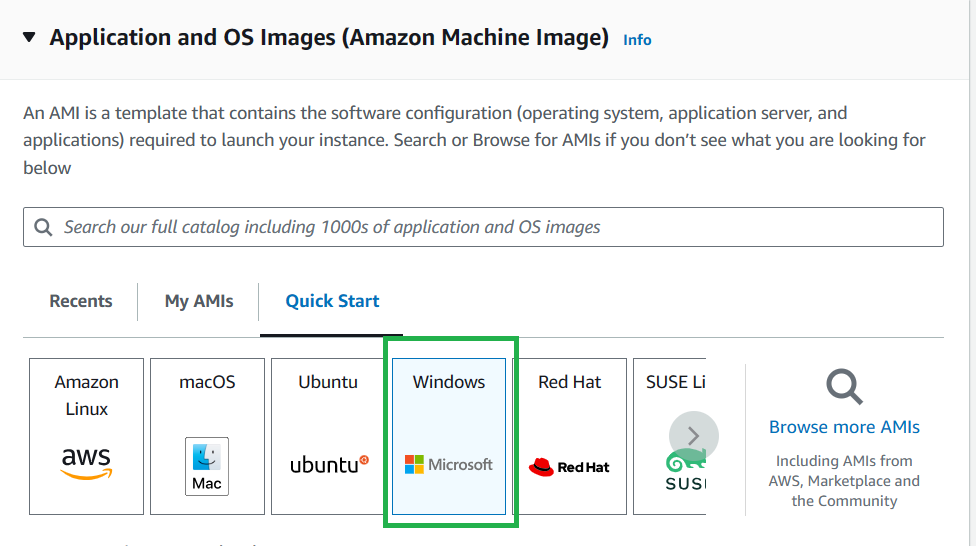 Application and OS Images (Amazon Machine Image) Info
An AMI is a template that contains the software configuration (operating system, application server, and
applications) required to launch your instance. Search or Browse for AMIs if you don’t see what you are looking for
below
Search our full catalog including 1000s of application and OS images
Recents
My AMIs
Quick Start
Amazon
Linux
aws
macOS
Mac
Ubuntu
ubuntu
Windows
Microsoft
Red Hat
Red Hat
SUSE Li
SUSI
Browse more AMIs
Including AMIs from
AWS, Marketplace and
the Community